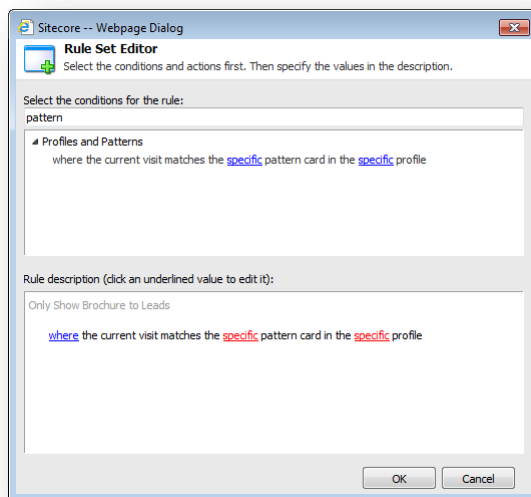 Sitecore -- Webpage Dialog
Rule Set Editor
Select the conditions and actions first. Then specify the values in the description.
Select the conditions for the rule:
pattern
Profiles and Patterns
where the current visit matches the specific pattern card in the specific profile
Rule description (click an underlined value to edit it):
Only Show Brochure to Leads
where the current visit matches the specific pattern card in the specific profile
OK Cancel